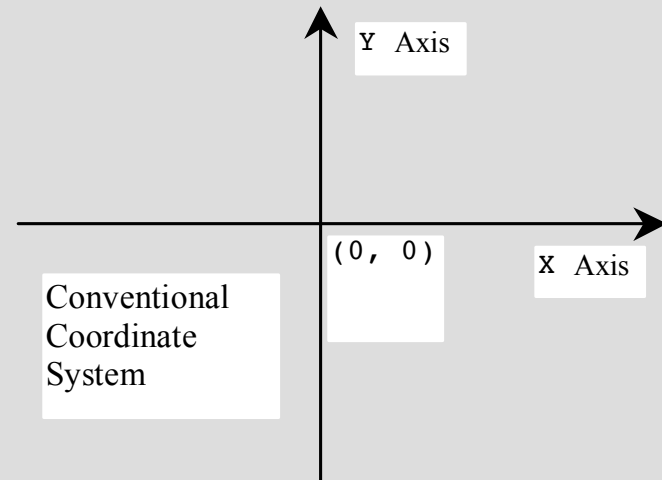 Y Axis
(0, 0)
X Axis
Conventional
Coordinate
System